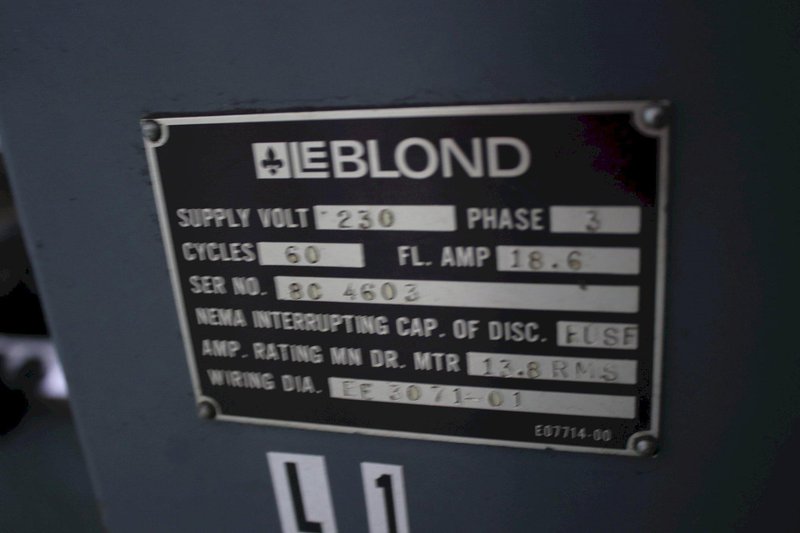 LEBLOND
SUPPLY VOLT 230 PHASE 3
CYCLES 60 FL. AMP 18.6
SER NO. 8C 4603
NEMA INTERRUPTING CAP. OF DISC. FUSE
AMP. RATING MN DR. MTR 13.8 RMS
WIRING DIA. EE 3071-01
E07714-00
L 1